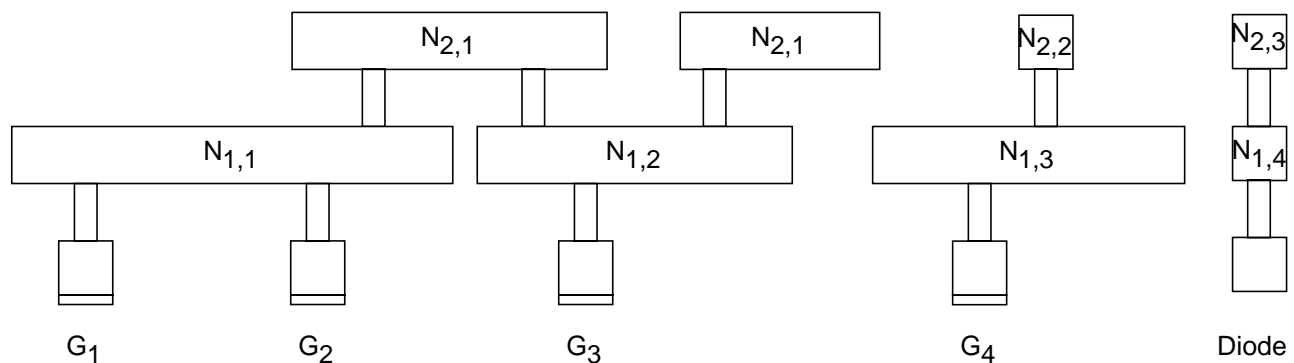 N2,1 N2,1 N2,2 N2,3
N1,1 N1,2 N1,3 N1,4
G1 G2 G3 G4 Diode